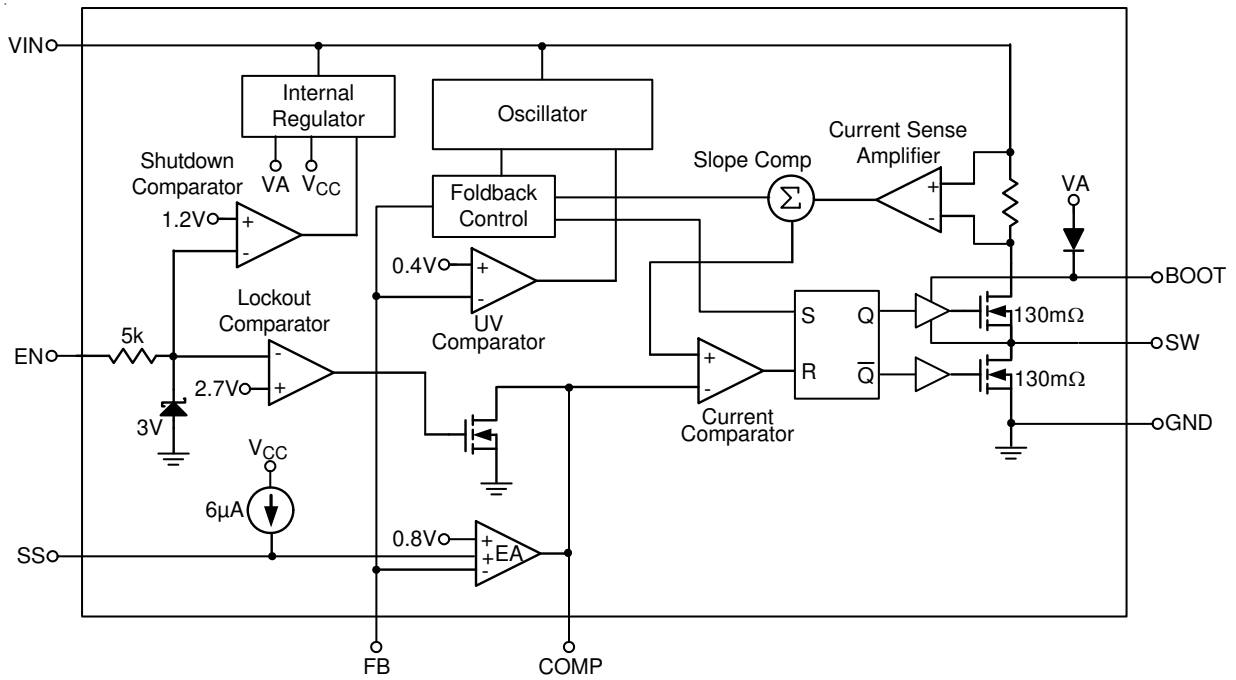 VIN
Internal
Regulator
Oscillator
Shutdown
Comparator
VA
VCC
1.2V
+
-
Foldback
Control
Slope Comp
Σ
Current Sense
Amplifier
+
-
VA
0.4V
+
-
UV
Comparator
BOOT
Lockout
Comparator
S
Q
130mΩ
EN
5k
-
2.7V
+
SW
+
-
R
Q̅
130mΩ
Current
Comparator
3V
GND
VCC
6µA
0.8V
+
+
-
EA
SS
FB
COMP